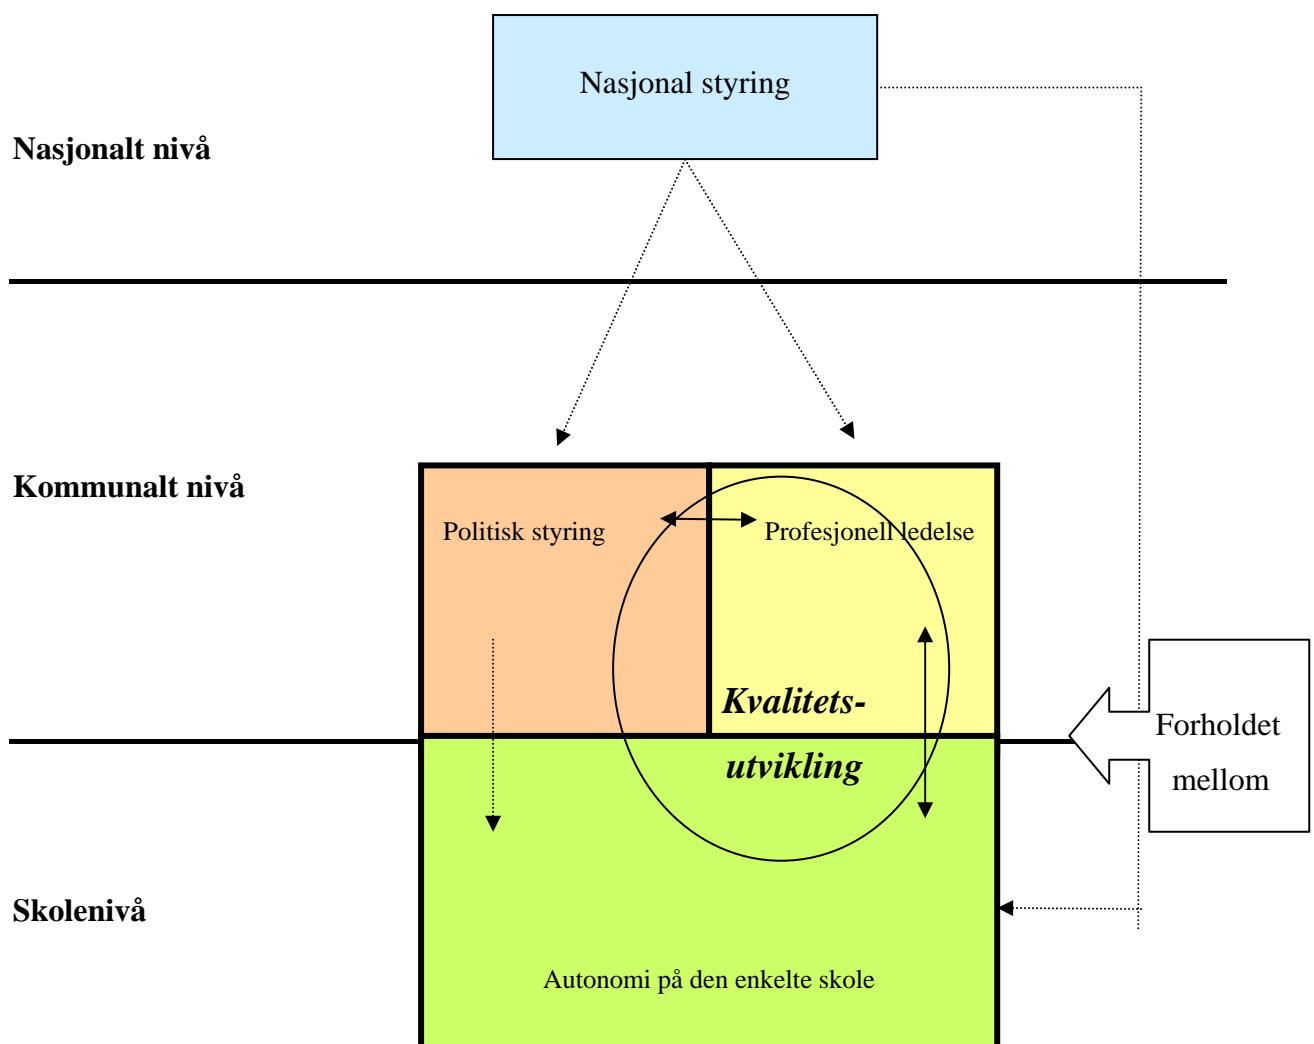 Nasjonal styring
Nasjonalt nivå
Kommunalt nivå
Politisk styring
Profesjonell ledelse
Kvalitets-
utvikling
Forholdet
mellom
Skolenivå
Autonomi på den enkelte skole